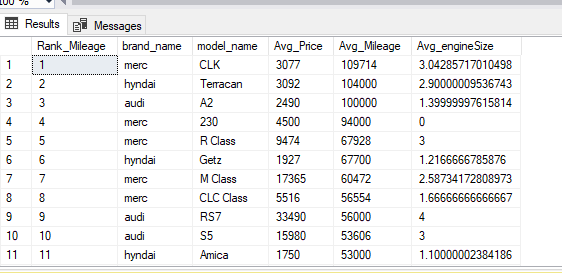 100 %
Results Messages
Rank_Mileage brand_name model_name Avg_Price Avg_Mileage Avg_engineSize
1 1 merc CLK 3077 109714 3.04285717010498
2 2 hyndai Terracan 3092 104000 2.90000009536743
3 3 audi A2 2490 100000 1.39999997615814
4 4 merc 230 4500 94000 0
5 5 merc R Class 9474 67928 3
6 6 hyndai Getz 1927 67700 1.2166666785876
7 7 merc M Class 17365 60472 2.58734172808973
8 8 merc CLC Class 5516 56554 1.66666666666667
9 9 audi RS7 33490 56000 4
10 10 audi S5 15980 53606 3
11 11 hyndai Amica 1750 53000 1.10000002384186